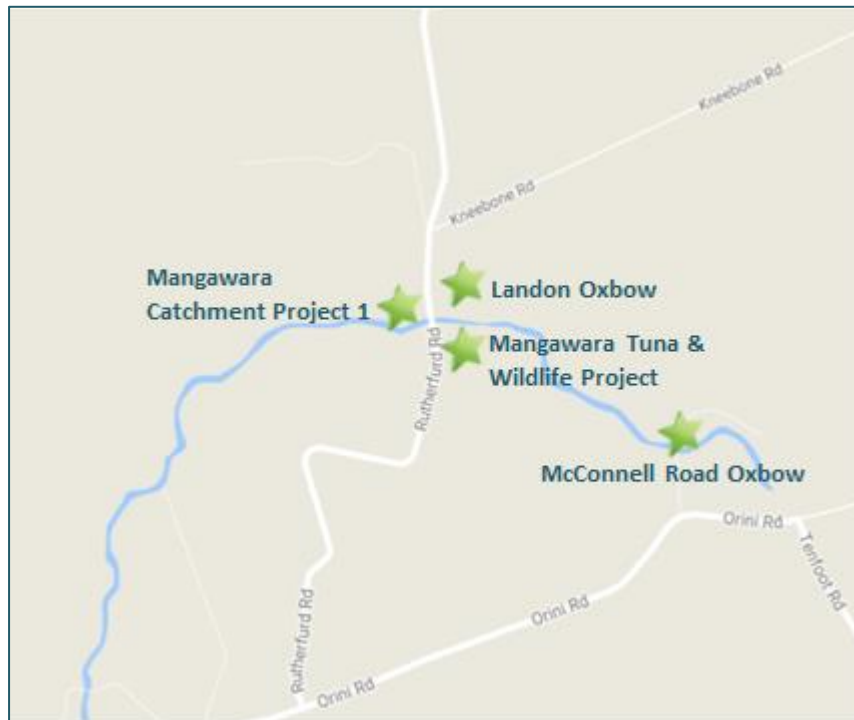 Kneebone Rd
Kneebone Rd
Mangawara
Catchment Project 1
Landon Oxbow
Mangawara Tuna &
Wildlife Project
Rutherfurd Rd
McConnell Road Oxbow
Orini Rd
Tenfoot Rd
Orini Rd
Rutherfurd Rd
Orini Rd